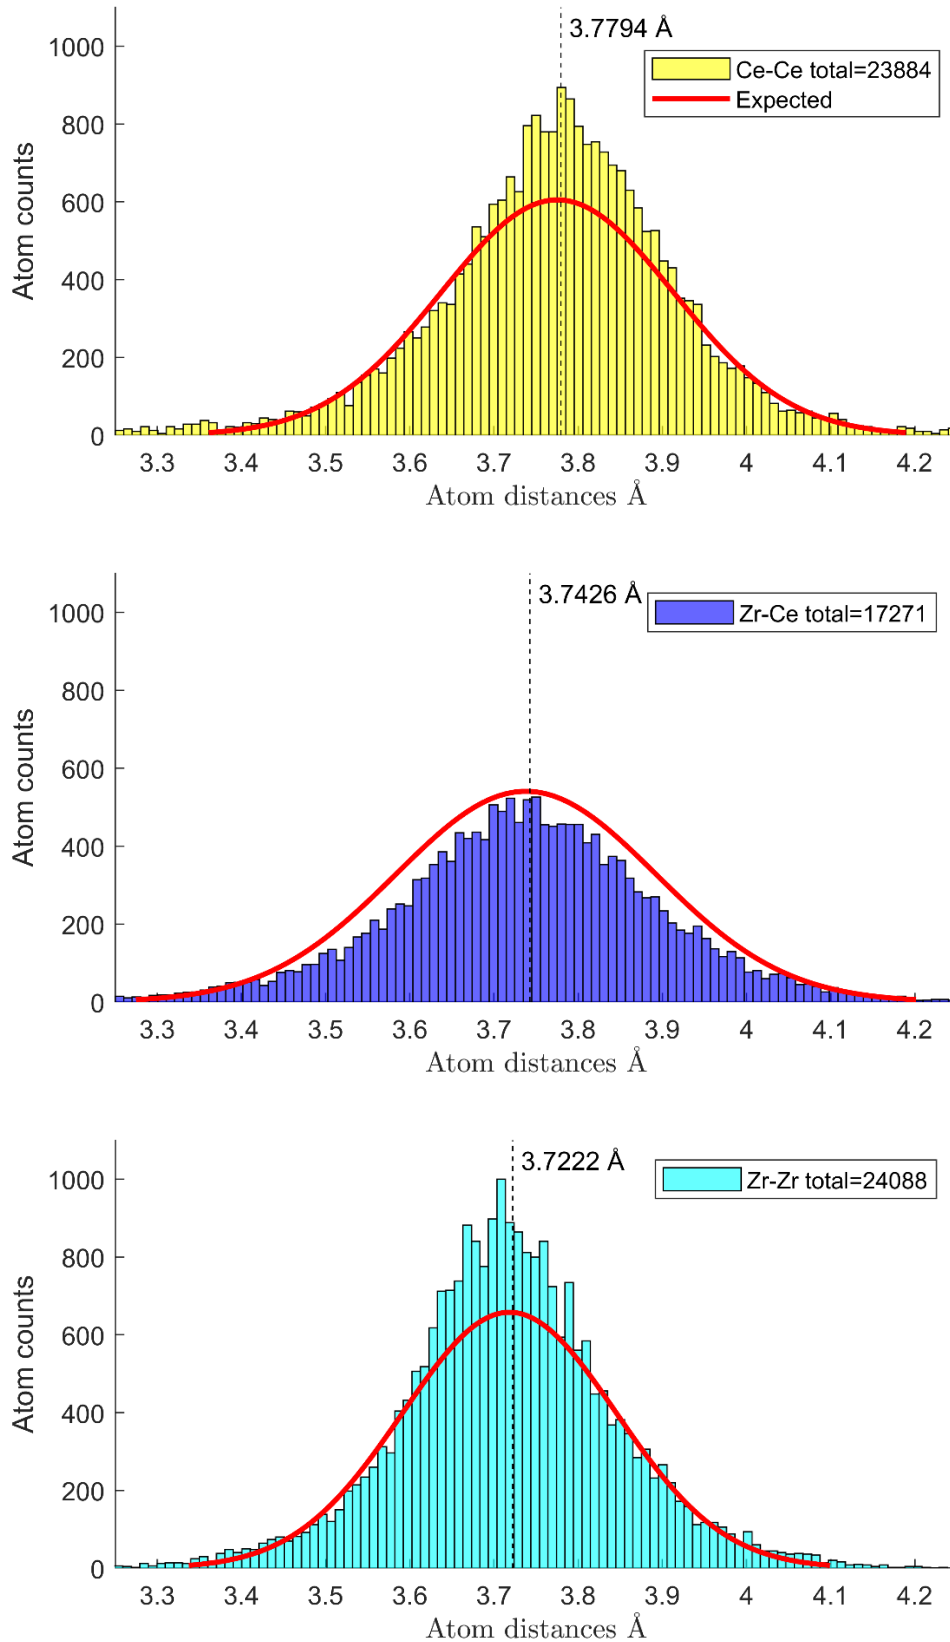 3.7794 Å
Ce-Ce total=23884
Expected
1000
800
600
400
200
0
Atom counts
3.3 3.4 3.5 3.6 3.7 3.8 3.9 4 4.1 4.2
Atom distances Å
3.7426 Å
Zr-Ce total=17271
1000
800
600
400
200
0
Atom counts
3.3 3.4 3.5 3.6 3.7 3.8 3.9 4 4.1 4.2
Atom distances Å
3.7222 Å
Zr-Zr total=24088
1000
800
600
400
200
0
Atom counts
3.3 3.4 3.5 3.6 3.7 3.8 3.9 4 4.1 4.2
Atom distances Å